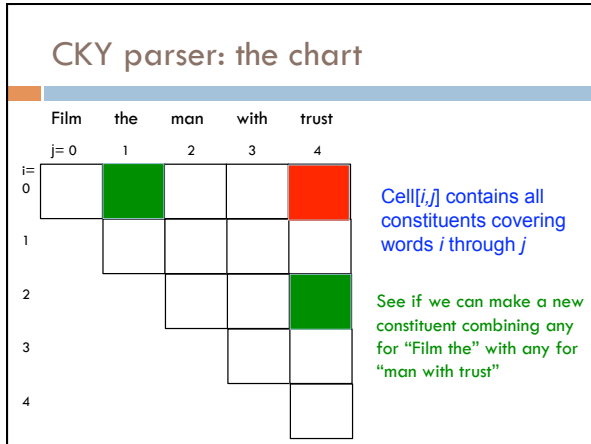 CKY parser: the chart
Film the man with trust
j= 0 1 2 3 4
i=
0
1
2
3
4
Cell[i,j] contains all
constituents covering
words i through j
See if we can make a new
constituent combining any
for “Film the” with any for
“man with trust”